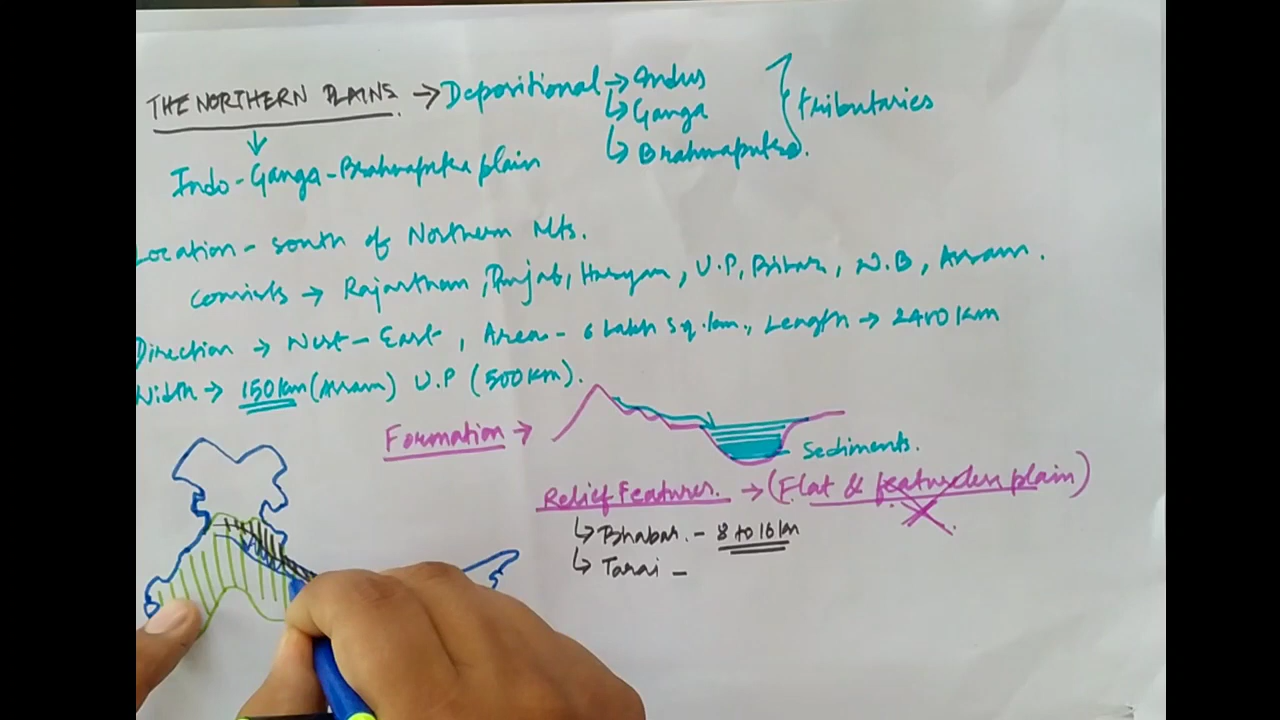 THE NORTHERN PLAINS. → Depositional → Indus
↳ Ganga
↳ Brahmaputra.
} tributaries
↓
Indo-Ganga-Brahmaputra plain
Location - south of Northern Mts.
consists → Rajasthan, Punjab, Haryana, U.P, Bihar, W.B, Assam.
Direction → West-East, Area - 6 Lakh sq.km., Length → 2400 km
Width → 150km (Assam) U.P (500km).
Formation →
Sediments.
Relief Features. → (Flat & featureless plain)
↳ Bhabar. - 8 to 16 km
↳ Tarai -